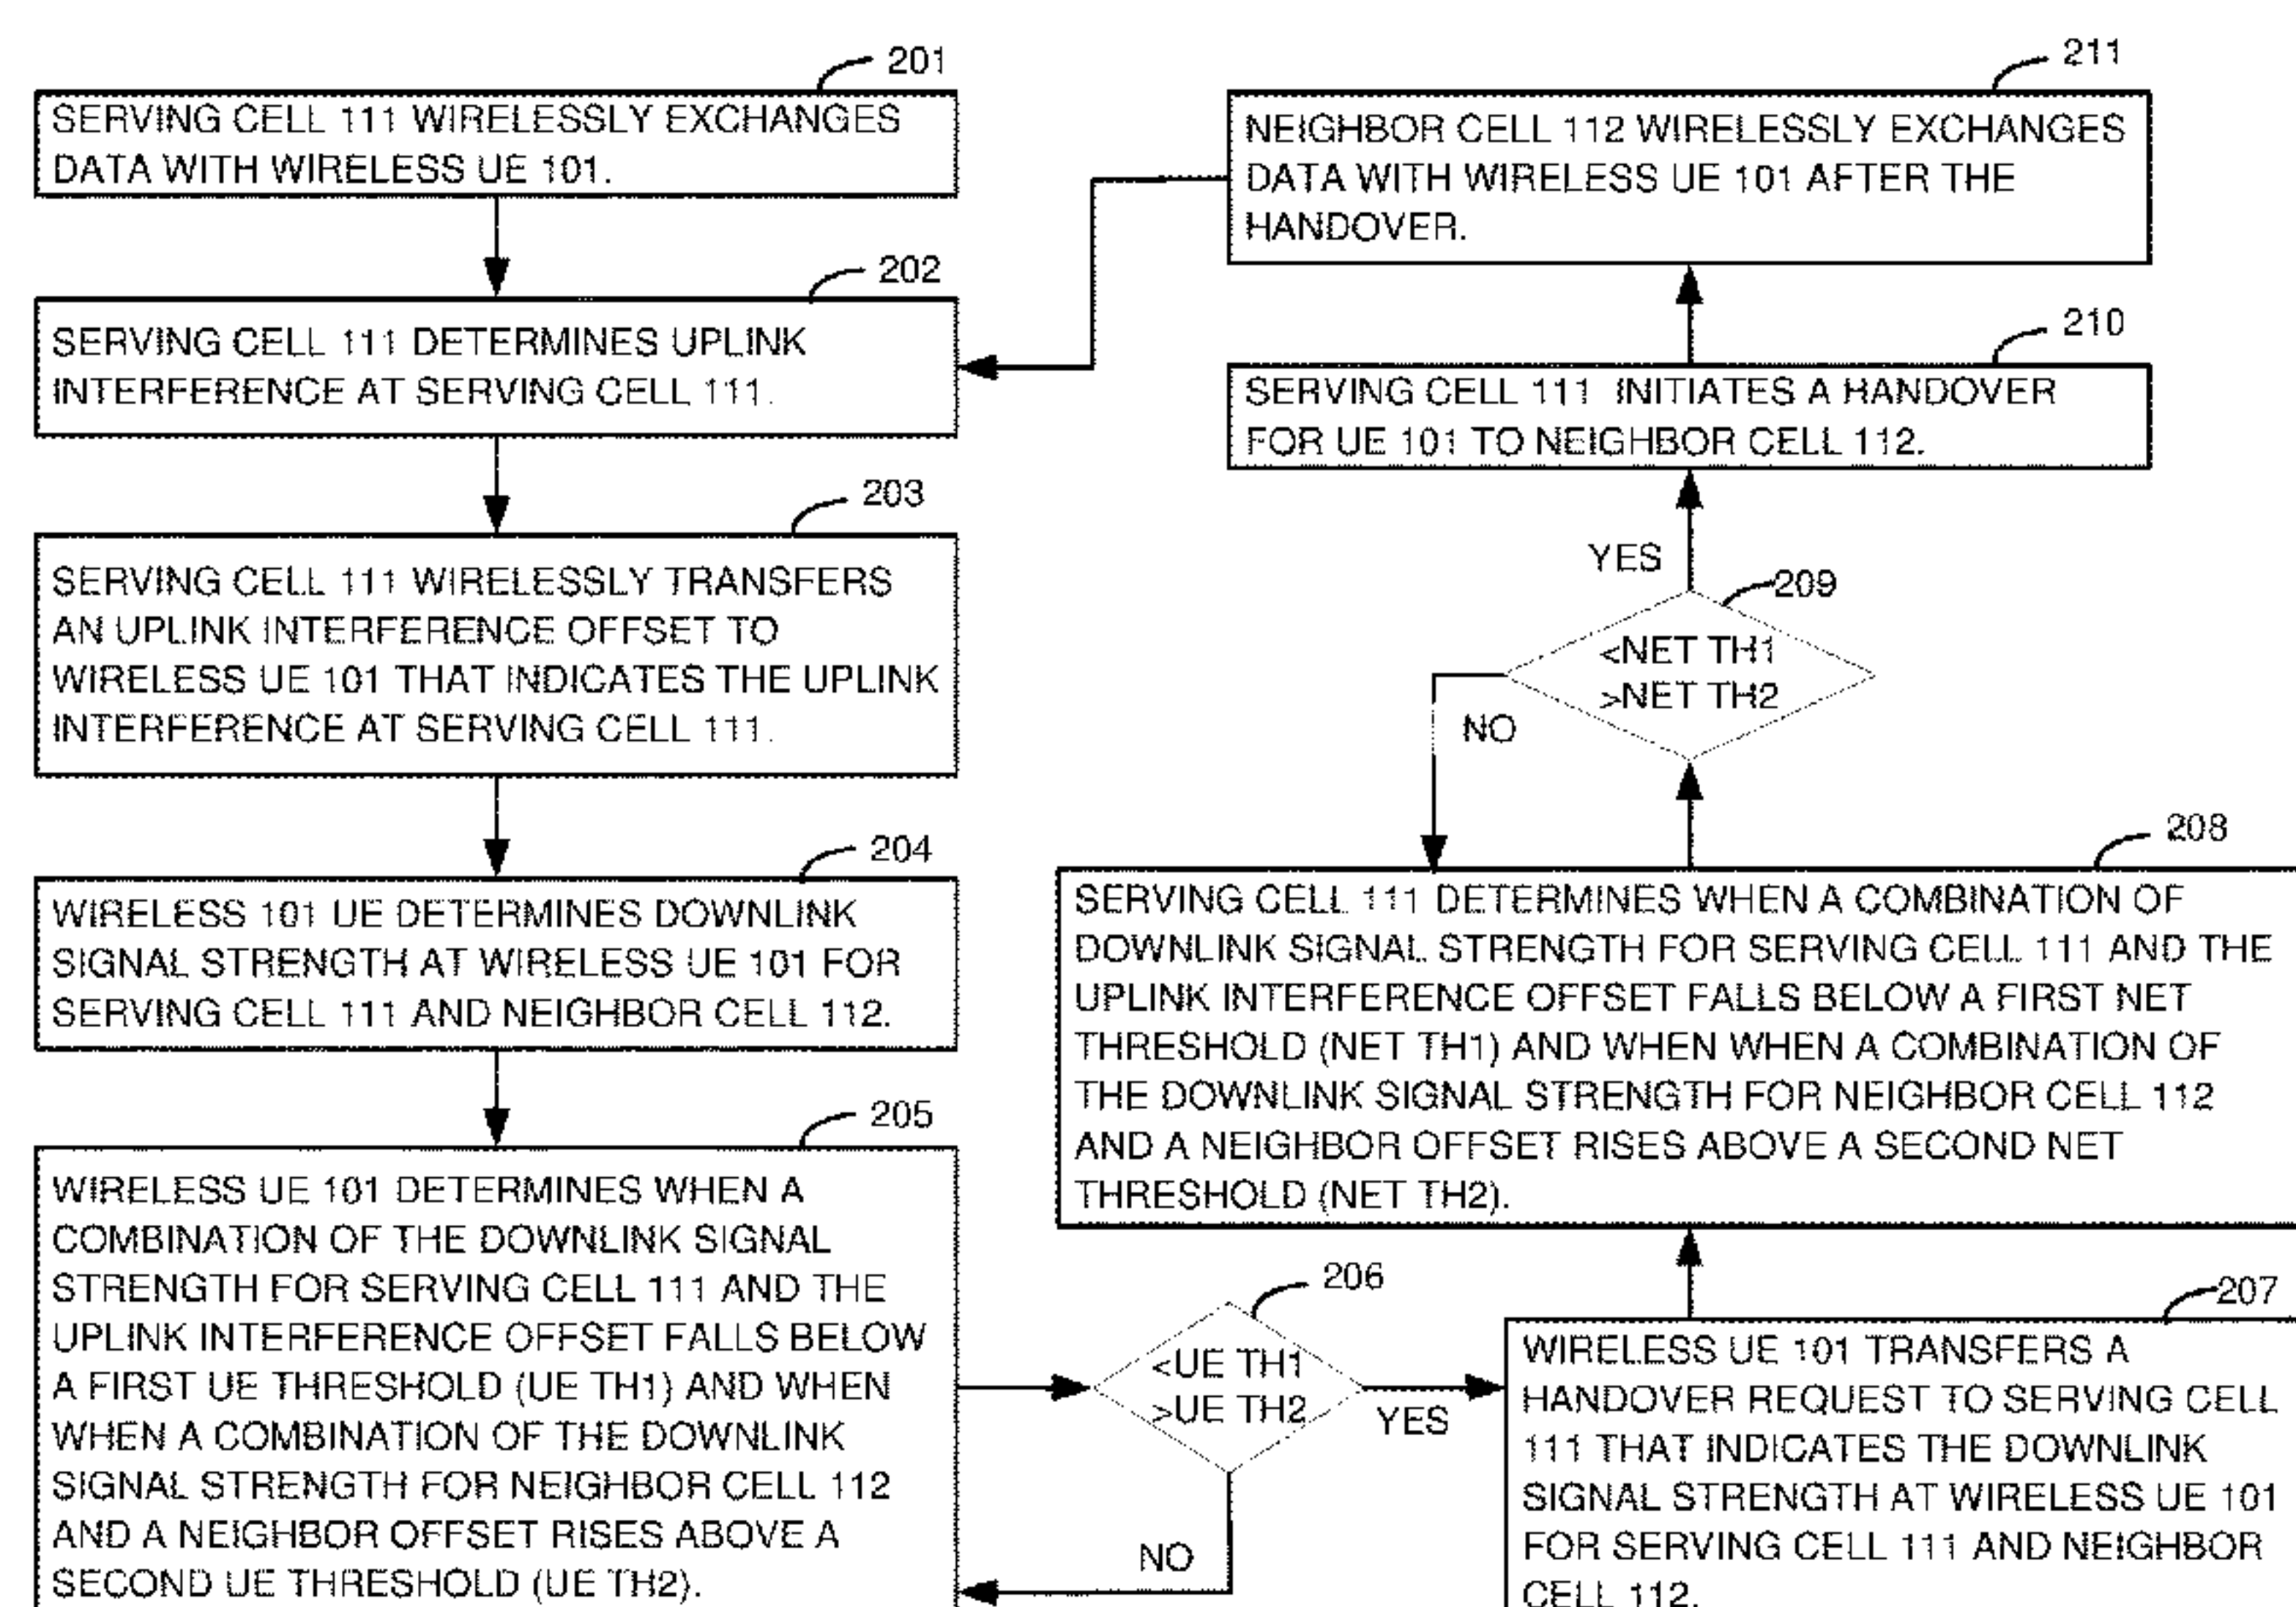 201
SERVING CELL 111 WIRELESSLY EXCHANGES
DATA WITH WIRELESS UE 101.
202
SERVING CELL 111 DETERMINES UPLINK
INTERFERENCE AT SERVING CELL 111.
203
SERVING CELL 111 WIRELESSLY TRANSFERS
AN UPLINK INTERFERENCE OFFSET TO
WIRELESS UE 101 THAT INDICATES THE UPLINK
INTERFERENCE AT SERVING CELL 111.
204
WIRELESS 101 UE DETERMINES DOWNLINK
SIGNAL STRENGTH AT WIRELESS UE 101 FOR
SERVING CELL 111 AND NEIGHBOR CELL 112.
205
WIRELESS UE 101 DETERMINES WHEN A
COMBINATION OF THE DOWNLINK SIGNAL
STRENGTH FOR SERVING CELL 111 AND THE
UPLINK INTERFERENCE OFFSET FALLS BELOW
A FIRST UE THRESHOLD (UE TH1) AND WHEN
WHEN A COMBINATION OF THE DOWNLINK
SIGNAL STRENGTH FOR NEIGHBOR CELL 112
AND A NEIGHBOR OFFSET RISES ABOVE A
SECOND UE THRESHOLD (UE TH2).
206
<UE TH1
>UE TH2
YES
NO
207
WIRELESS UE 101 TRANSFERS A
HANDOVER REQUEST TO SERVING CELL
111 THAT INDICATES THE DOWNLINK
SIGNAL STRENGTH AT WIRELESS UE 101
FOR SERVING CELL 111 AND NEIGHBOR
CELL 112.
208
SERVING CELL 111 DETERMINES WHEN A COMBINATION OF
DOWNLINK SIGNAL STRENGTH FOR SERVING CELL 111 AND THE
UPLINK INTERFERENCE OFFSET FALLS BELOW A FIRST NET
THRESHOLD (NET TH1) AND WHEN WHEN A COMBINATION OF
THE DOWNLINK SIGNAL STRENGTH FOR NEIGHBOR CELL 112
AND A NEIGHBOR OFFSET RISES ABOVE A SECOND NET
THRESHOLD (NET TH2).
209
<NET TH1
>NET TH2
YES
NO
210
SERVING CELL 111 INITIATES A HANDOVER
FOR UE 101 TO NEIGHBOR CELL 112.
211
NEIGHBOR CELL 112 WIRELESSLY EXCHANGES
DATA WITH WIRELESS UE 101 AFTER THE
HANDOVER.